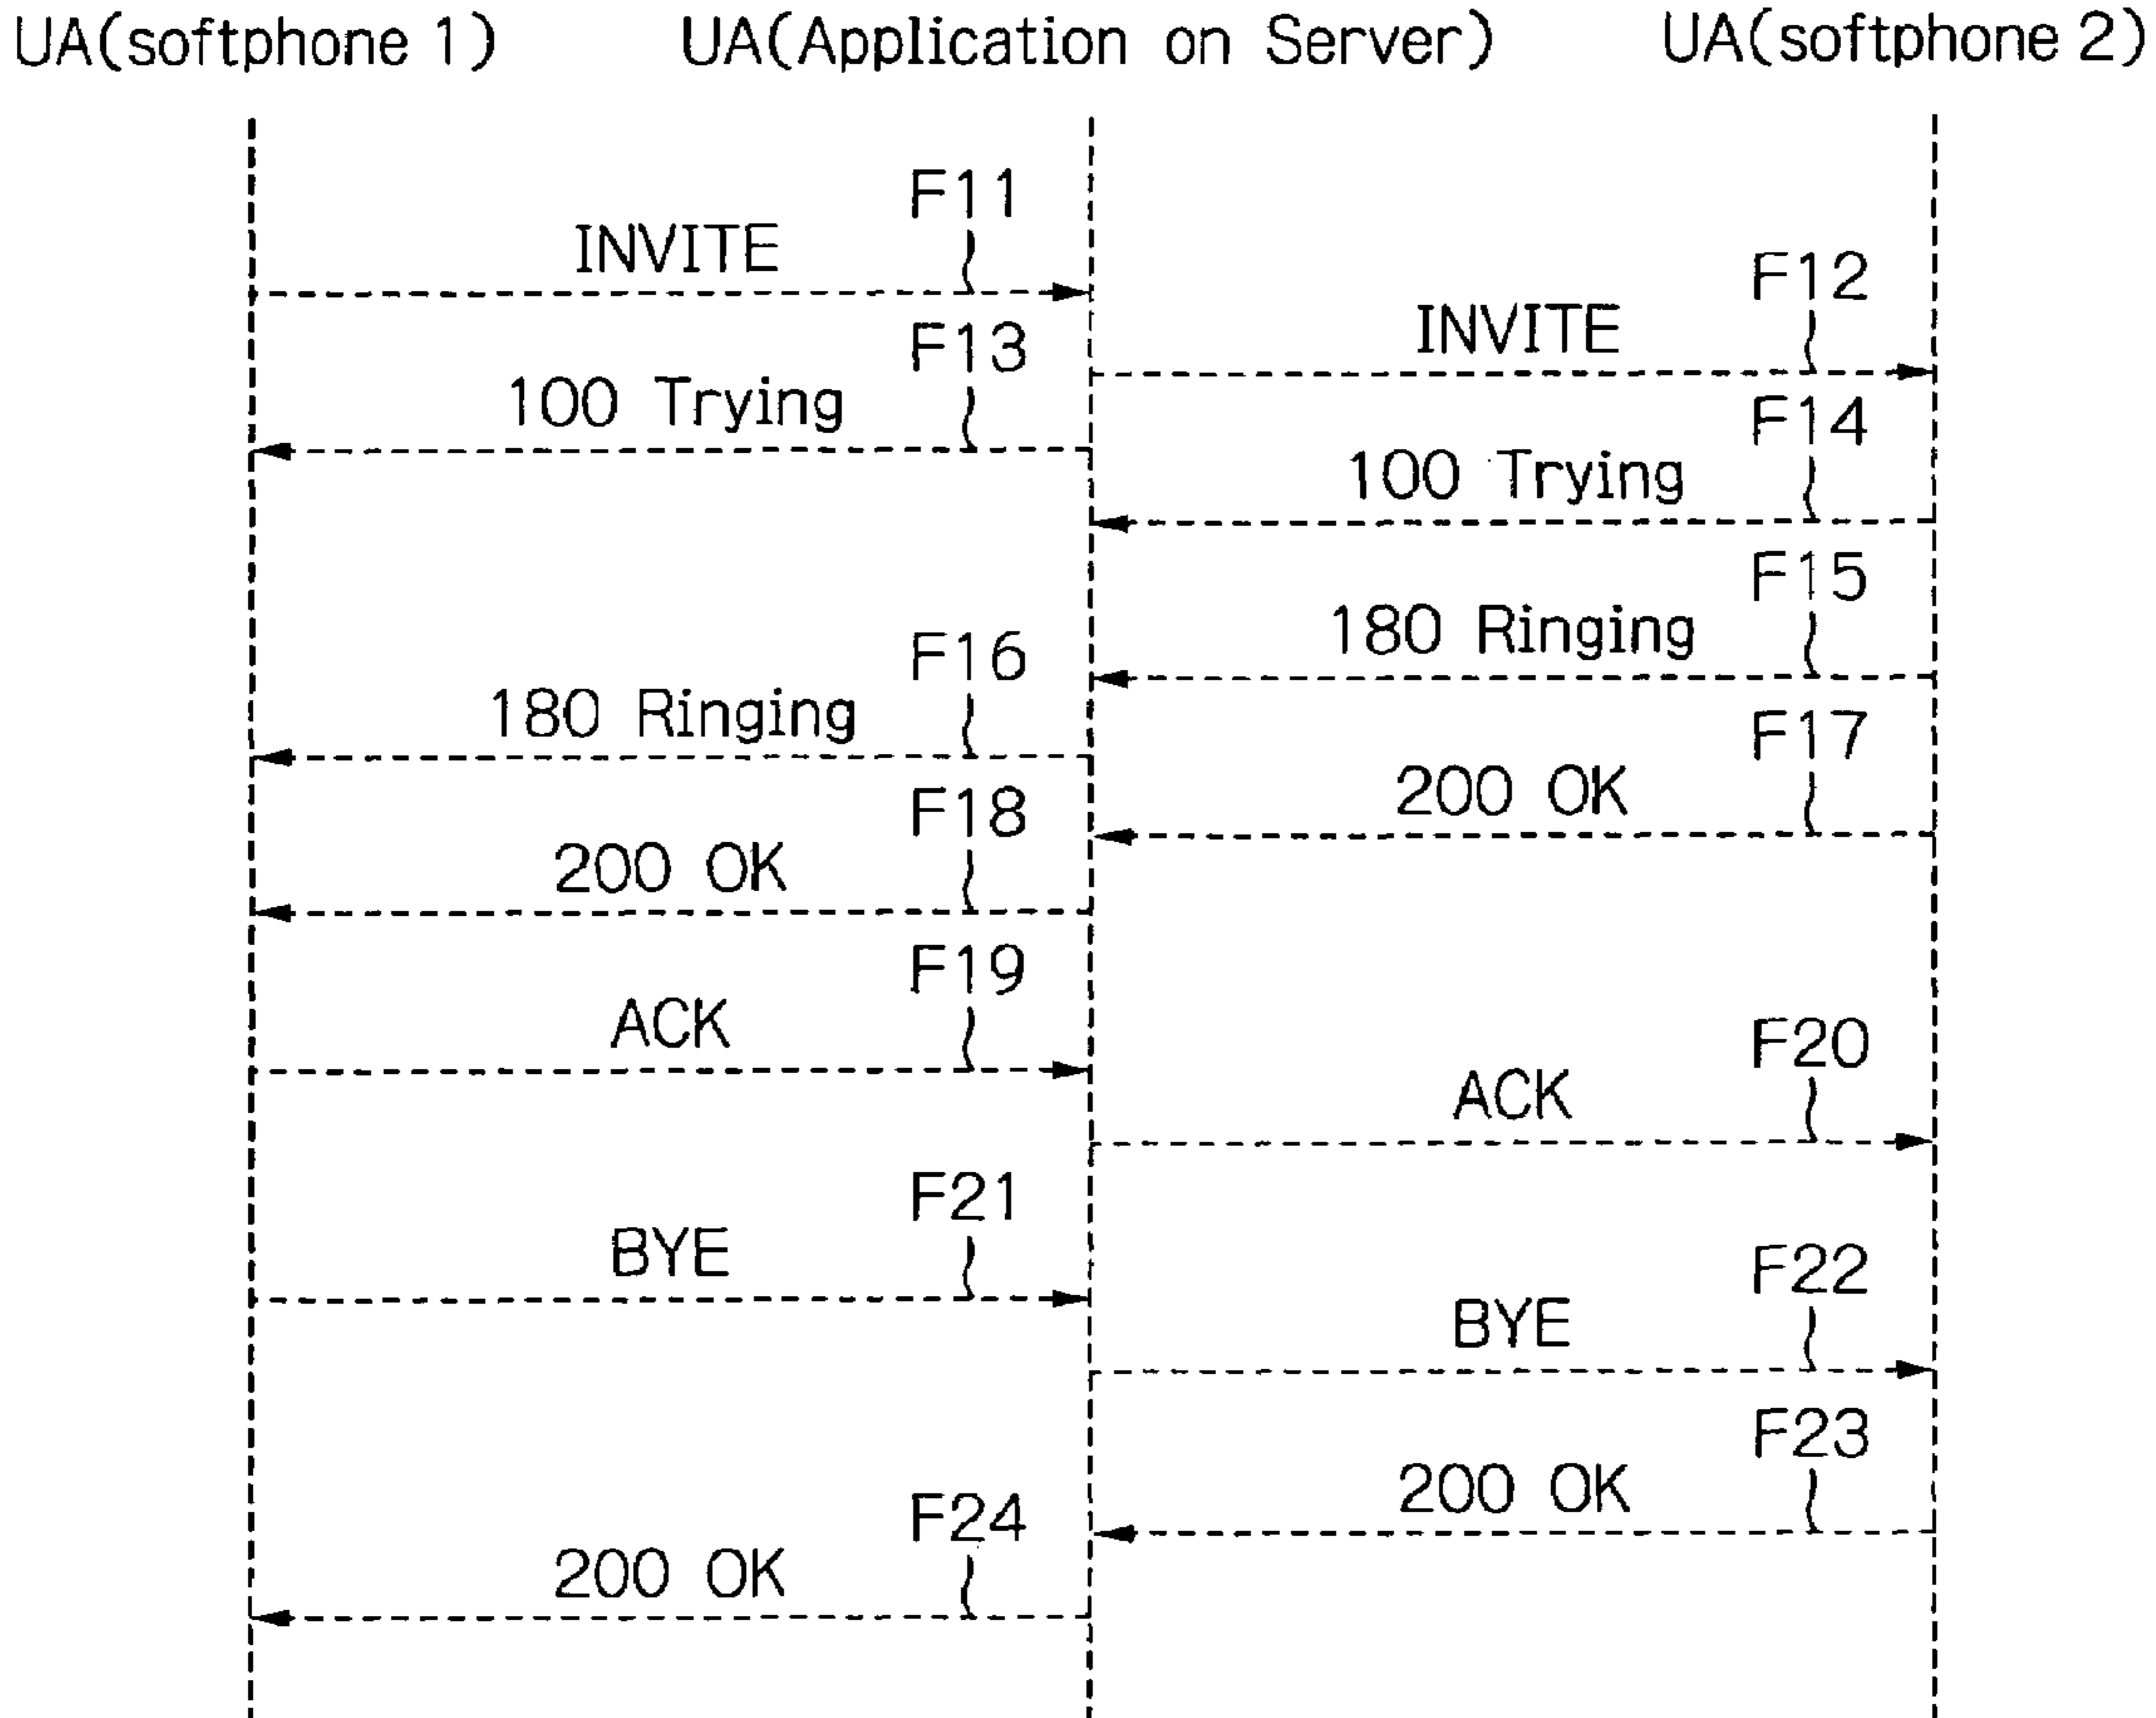 UA(softphone 1) UA(Application on Server) UA(softphone 2)
F11
INVITE
F12
INVITE
F13
100 Trying
F14
100 Trying
F15
180 Ringing
F16
180 Ringing
F17
200 OK
F18
200 OK
F19
ACK
F20
ACK
F21
BYE
F22
BYE
F23
200 OK
F24
200 OK